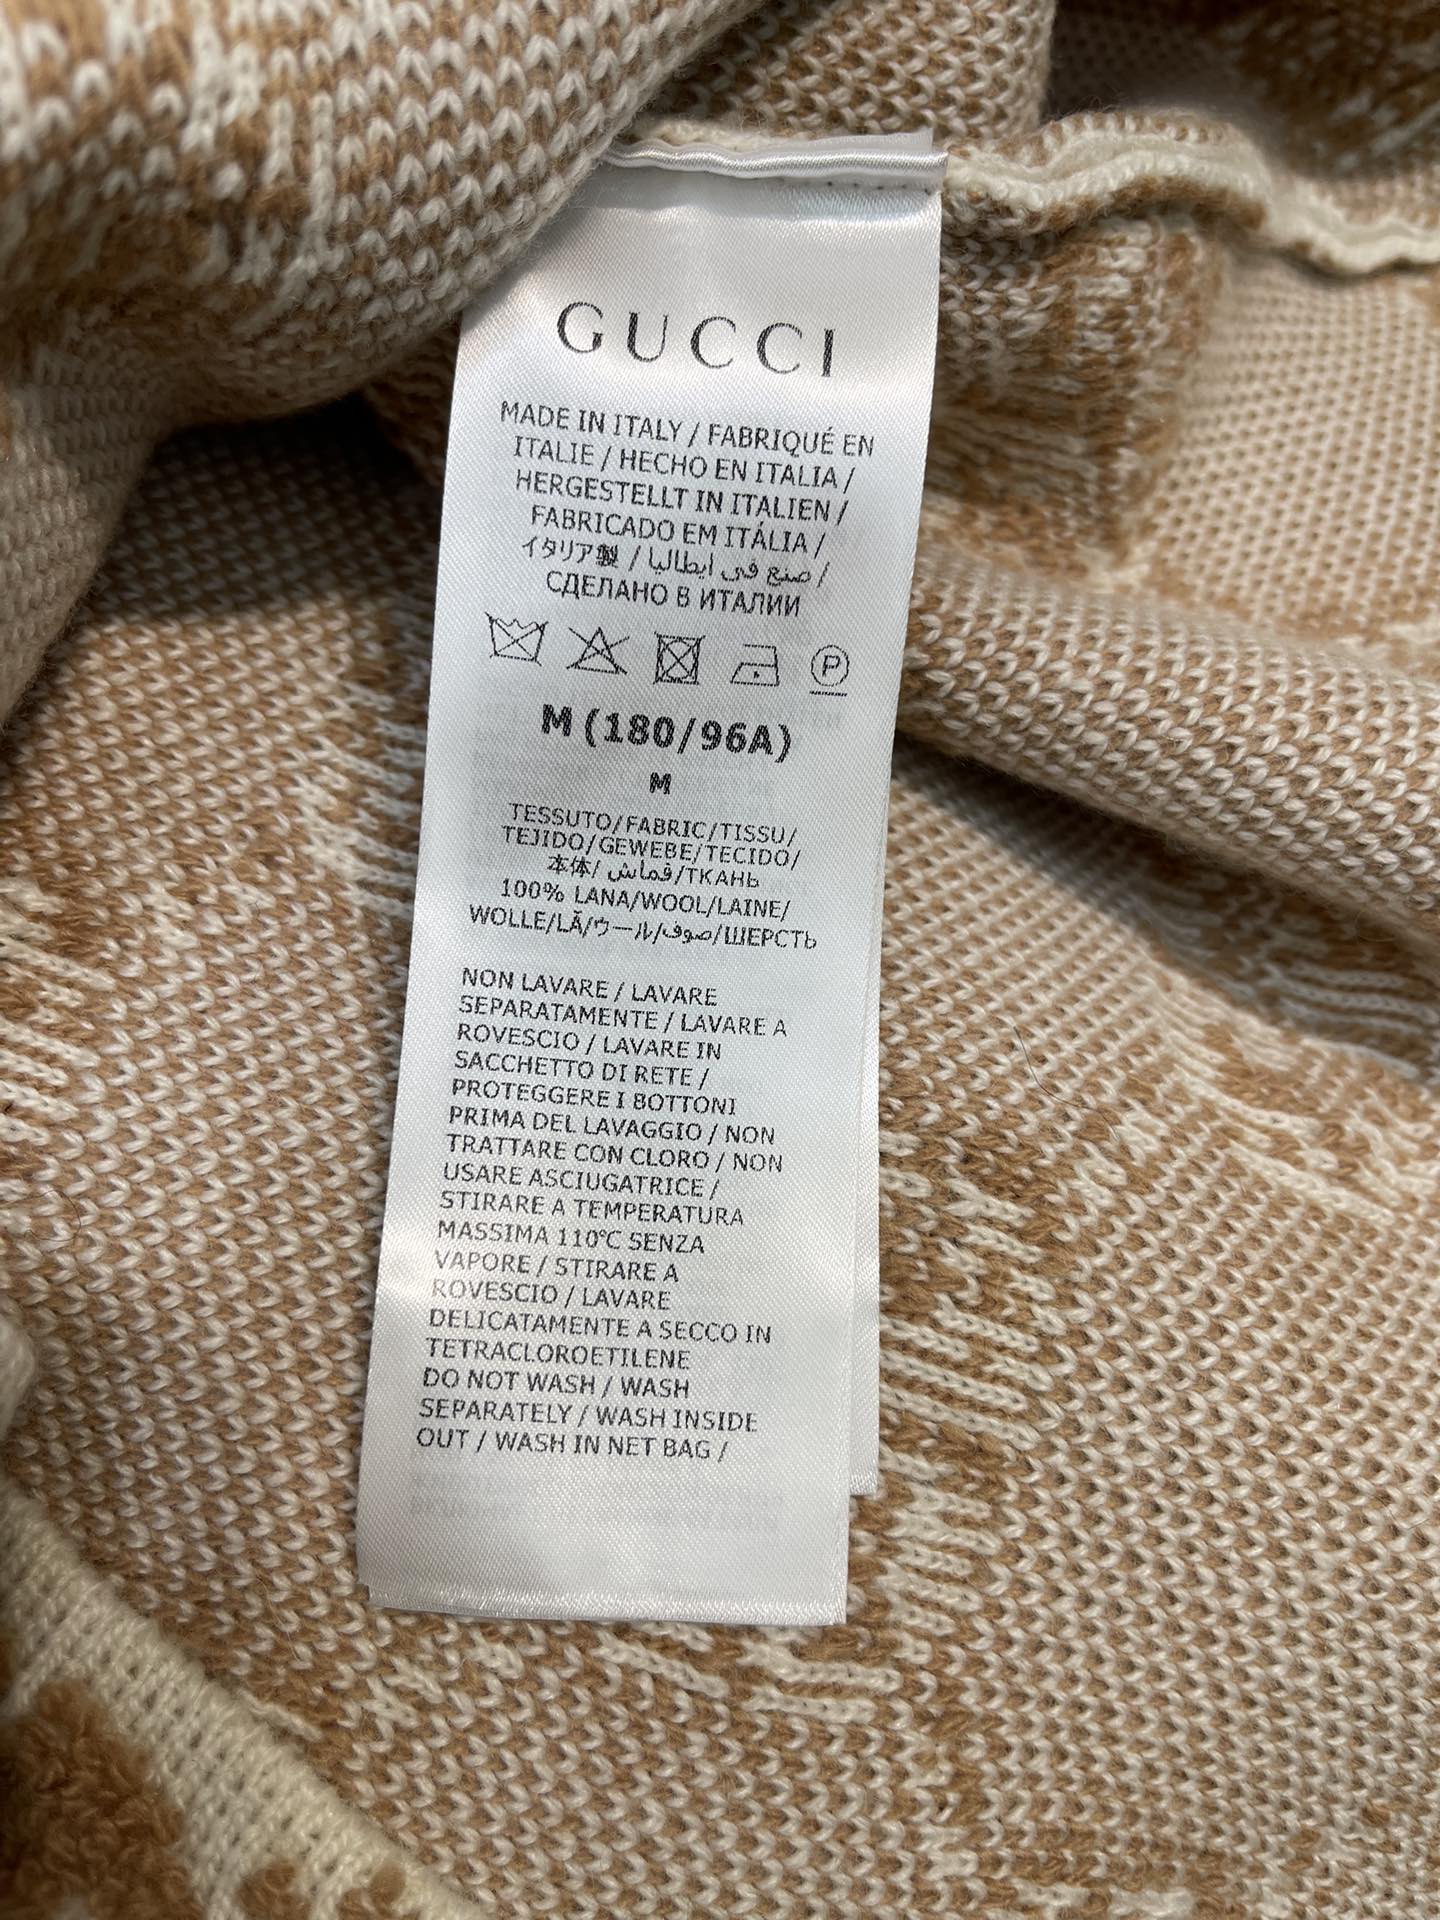 GUCCI
MADE IN ITALY / FABRIQUÉ EN
ITALIE / HECHO EN ITALIA /
HERGESTELLT IN ITALIEN /
FABRICADO EM ITÁLIA /
イタリア製 / صنع في ايطاليا /
СДЕЛАНО В ИТАЛИИ
P
M (180/96A)
M
TESSUTO/FABRIC/TISSU/
TEJIDO/GEWEBE/TECIDO/
本体/ قماش/ТКАНЬ
100% LANA/WOOL/LAINE/
WOLLE/LÃ/ウール/صوف/ШЕРСТЬ
NON LAVARE / LAVARE
SEPARATAMENTE / LAVARE A
ROVESCIO / LAVARE IN
SACCHETTO DI RETE /
PROTEGGERE I BOTTONI
PRIMA DEL LAVAGGIO / NON
TRATTARE CON CLORO / NON
USARE ASCIUGATRICE /
STIRARE A TEMPERATURA
MASSIMA 110°C SENZA
VAPORE / STIRARE A
ROVESCIO / LAVARE
DELICATAMENTE A SECCO IN
TETRACLOROETILENE
DO NOT WASH / WASH
SEPARATELY / WASH INSIDE
OUT / WASH IN NET BAG /